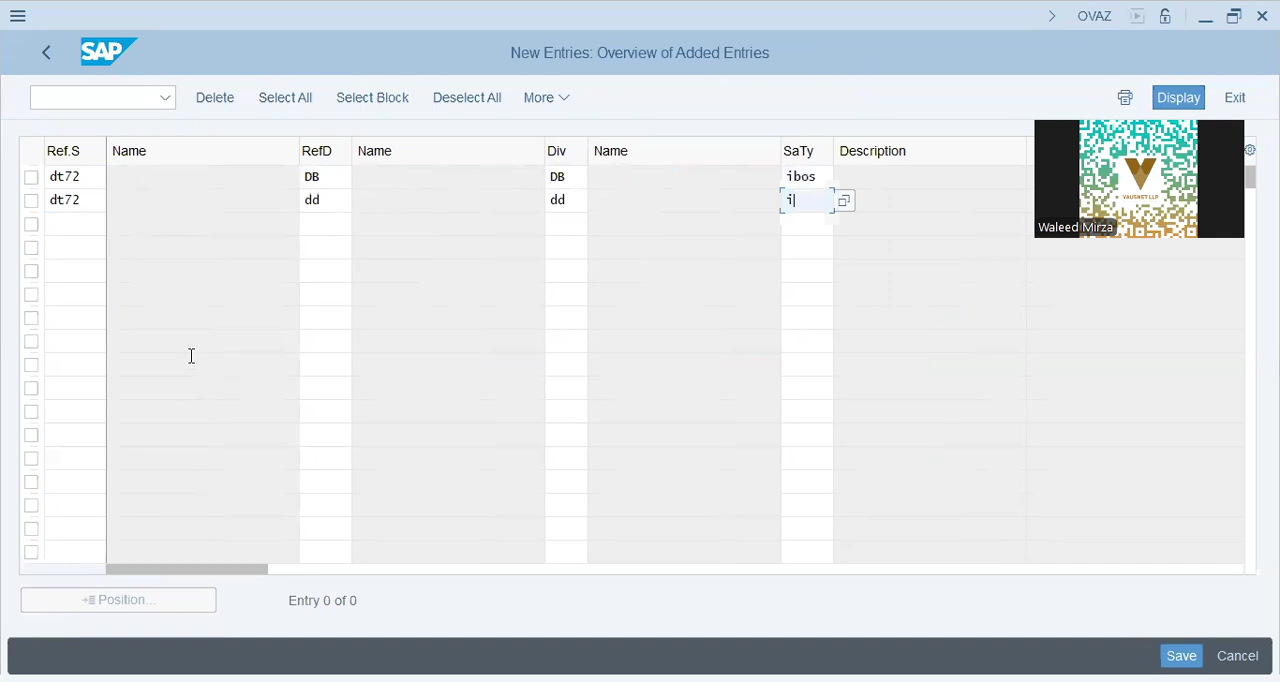 OVAZ
SAP New Entries: Overview of Added Entries
Delete Select All Select Block Deselect All More Display Exit
Ref.S Name RefD Name Div Name SaTy Description
dt72 DB DB ibos
dt72 dd dd i
VAUSNET LLP
Waleed Mirza
Position... Entry 0 of 0
Save Cancel